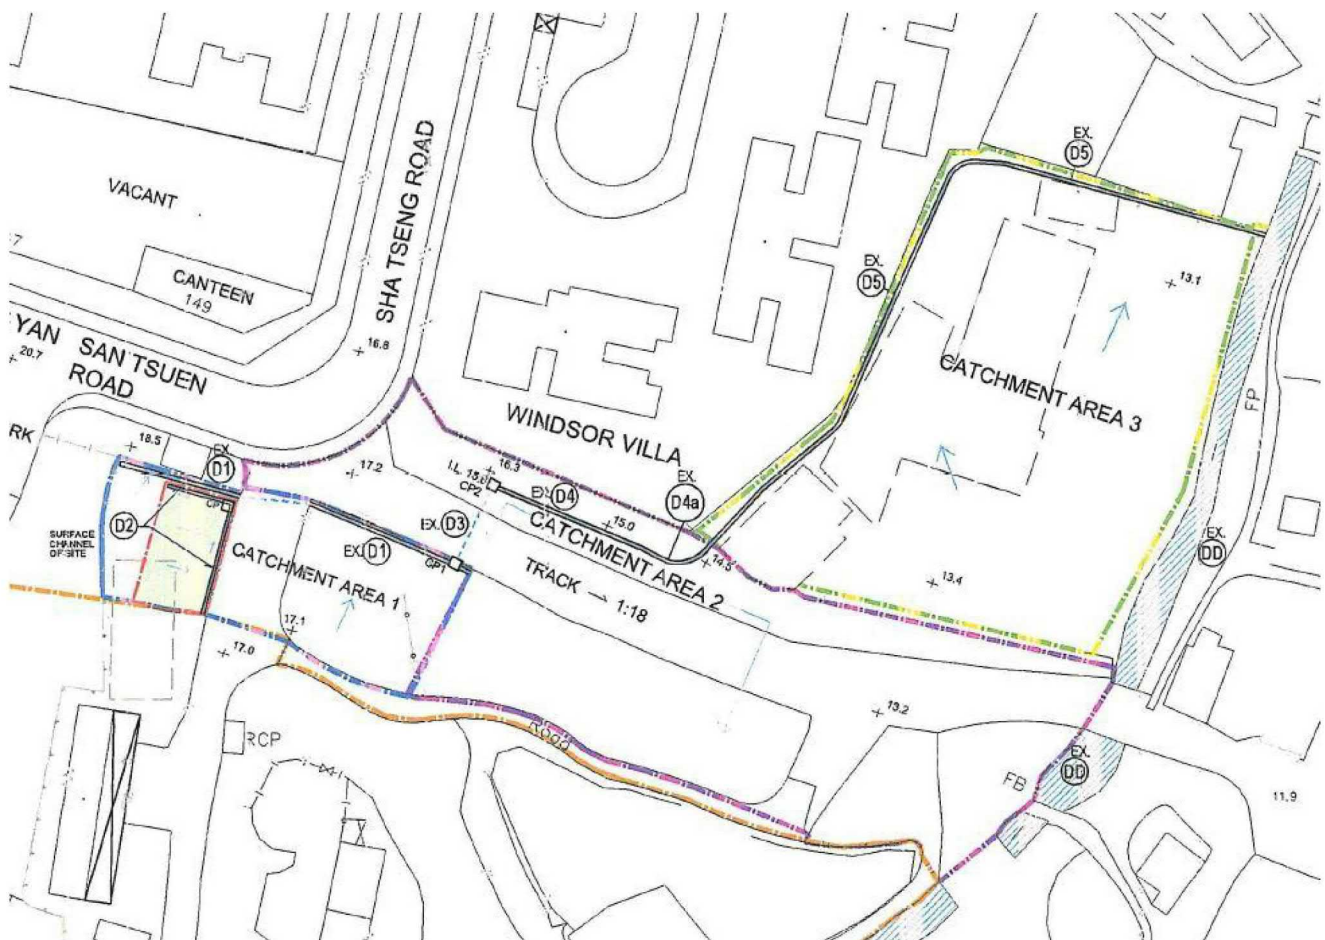 VACANT
CANTEEN
149
SHA TSENG ROAD
YAN SAN TSUEN
ROAD
20.7
16.8
RK
18.5
EX.
D1
17.2
I.L. 15.
CP2
16.3
EX.
D4
15.0
WINDSOR VILLA
EX.
D4a
14.5
EX.
D5
EX.
D5
13.1
CATCHMENT AREA 3
FP
EX.
DD
13.4
D2
CP
SURFACE
CHANNEL
OF SITE
EX.
D3
EX.
D1
CP1
CATCHMENT AREA 1
17.1
17.0
CATCHMENT AREA 2
TRACK → 1:18
Road
RCP
13.2
FB
EX.
DD
11.9